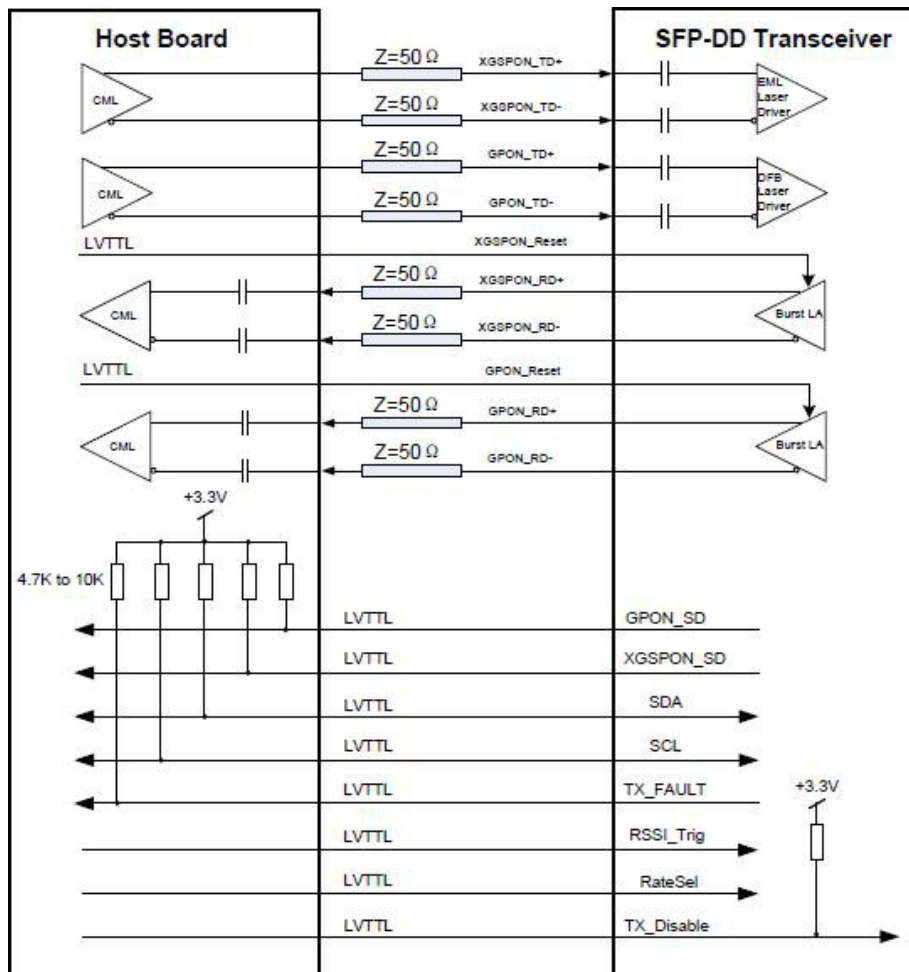 Host Board
SFP-DD Transceiver
Z=50 Ω
XGSPON_TD+
CML
EML Laser Driver
Z=50 Ω
XGSPON_TD-
Z=50 Ω
GPON_TD+
CML
DFB Laser Driver
Z=50 Ω
GPON_TD-
LVTTL
XGSPON_Reset
Z=50 Ω
XGSPON_RD+
CML
Burst LA
Z=50 Ω
XGSPON_RD-
LVTTL
GPON_Reset
Z=50 Ω
GPON_RD+
CML
Burst LA
Z=50 Ω
GPON_RD-
+3.3V
4.7K to 10K
LVTTL
GPON_SD
LVTTL
XGSPON_SD
LVTTL
SDA
LVTTL
SCL
LVTTL
TX_FAULT
+3.3V
LVTTL
RSSI_Trig
LVTTL
RateSel
LVTTL
TX_Disable